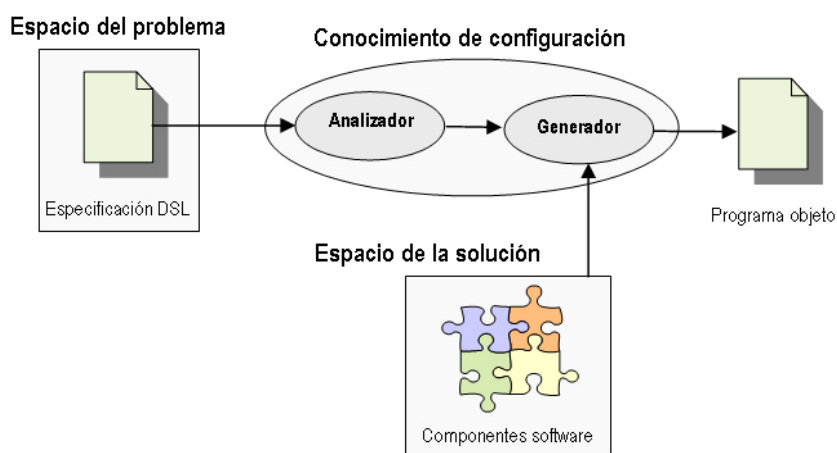 Espacio del problema
Conocimiento de configuración
Analizador
Generador
Especificación DSL
Programa objeto
Espacio de la solución
Componentes software